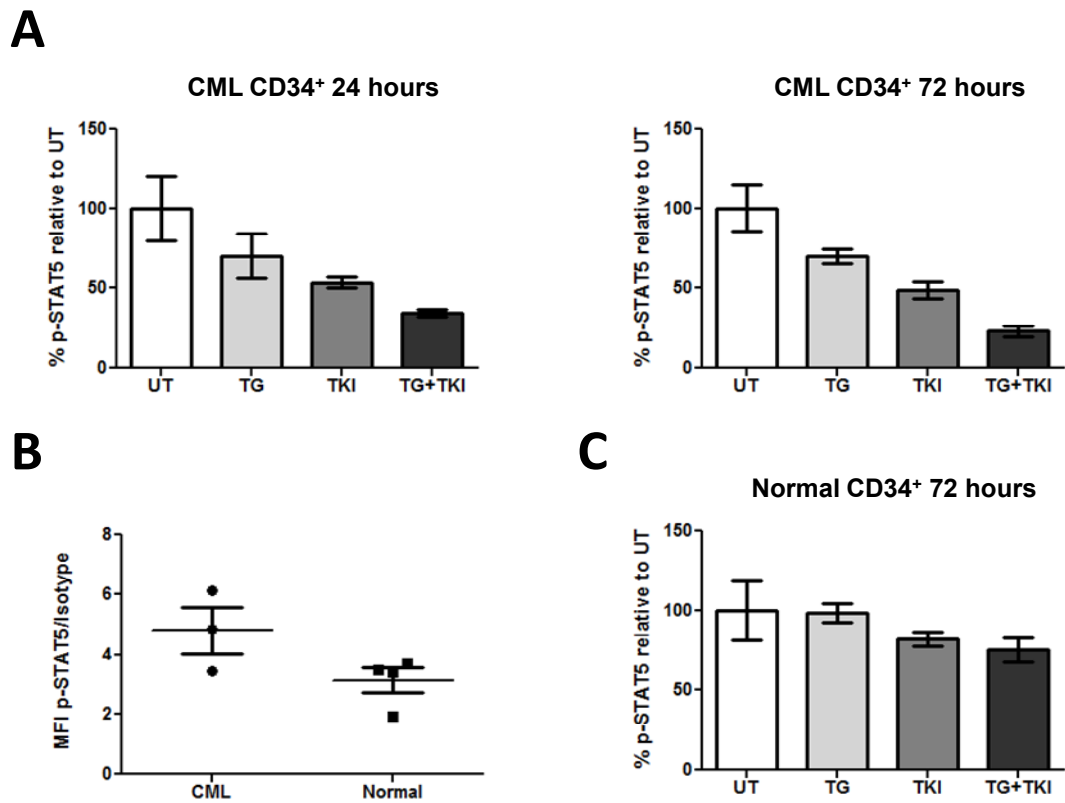 A
CML CD34⁺ 24 hours
% p-STAT5 relative to UT
150
100
50
0
UT TG TKI TG+TKI
CML CD34⁺ 72 hours
% p-STAT5 relative to UT
150
100
50
0
UT TG TKI TG+TKI
B
MFI p-STAT5/Isotype
8
6
4
2
0
CML Normal
C
Normal CD34⁺ 72 hours
% p-STAT5 relative to UT
150
100
50
0
UT TG TKI TG+TKI